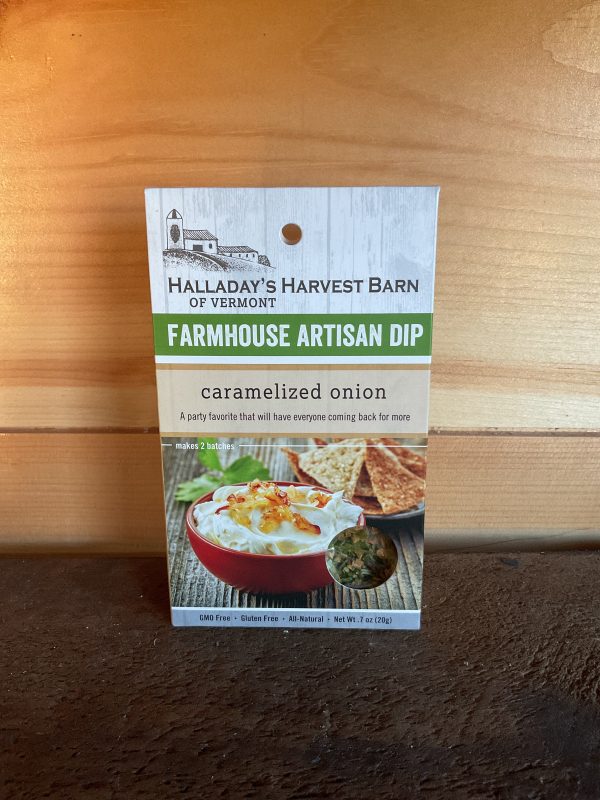 HALLADAY'S HARVEST BARN
OF VERMONT
FARMHOUSE ARTISAN DIP
caramelized onion
A party favorite that will have everyone coming back for more
makes 2 batches
GMO Free • Gluten Free • All-Natural • Net Wt .7 oz (20g)